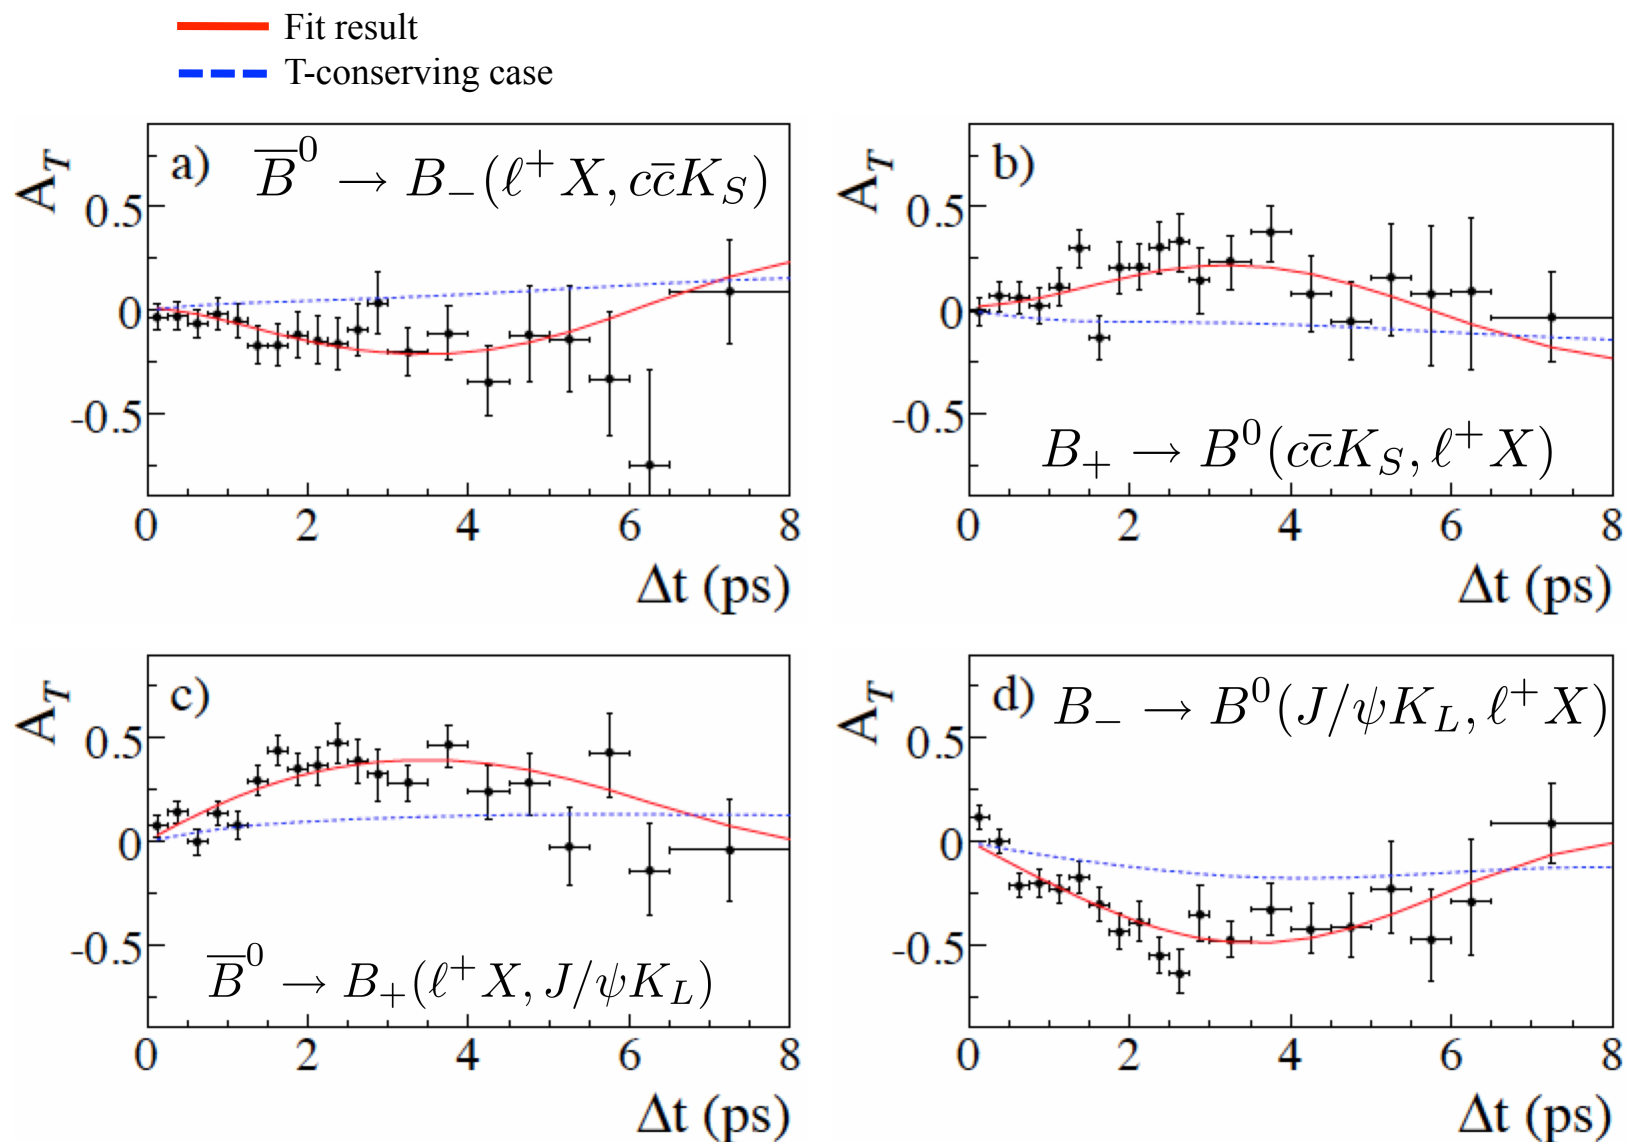 Fit result
T-conserving case
a) B̅⁰ → B₋(ℓ⁺X, cc̄K_S)
A_T
0.5
0
-0.5
0 2 4 6 8
Δt (ps)
b)
A_T
0.5
0
-0.5
B₊ → B⁰(cc̄K_S, ℓ⁺X)
0 2 4 6 8
Δt (ps)
c)
A_T
0.5
0
-0.5
B̅⁰ → B₊(ℓ⁺X, J/ψK_L)
0 2 4 6 8
Δt (ps)
d) B₋ → B⁰(J/ψK_L, ℓ⁺X)
A_T
0.5
0
-0.5
0 2 4 6 8
Δt (ps)